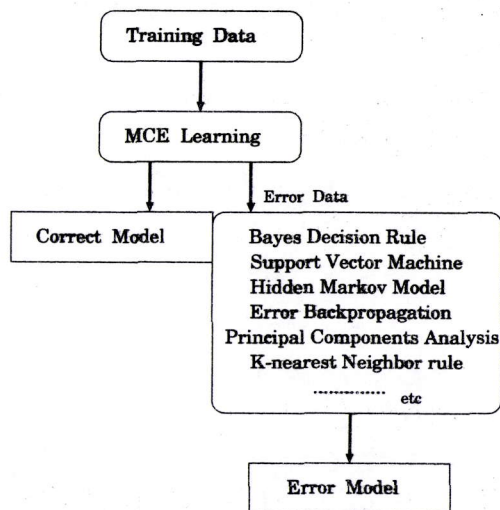 Training Data
MCE Learning
Error Data
Correct Model
Bayes Decision Rule
Support Vector Machine
Hidden Markov Model
Error Backpropagation
Principal Components Analysis
K-nearest Neighbor rule
............ etc
Error Model